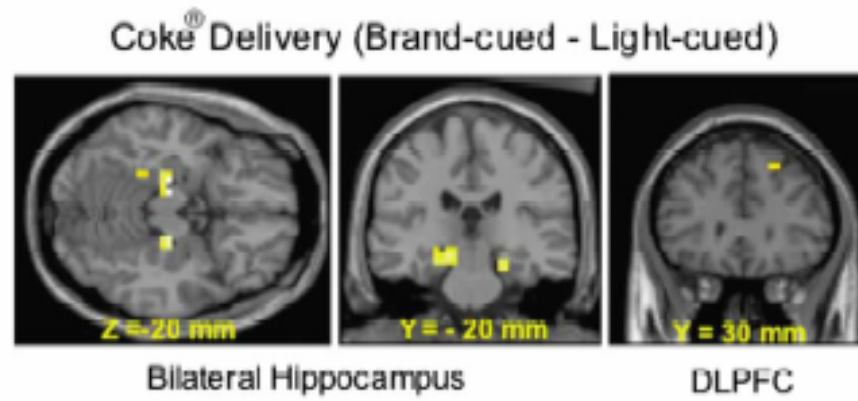 Coke® Delivery (Brand-cued - Light-cued)
Z =-20 mm
Y = - 20 mm
Y = 30 mm
Bilateral Hippocampus
DLPFC